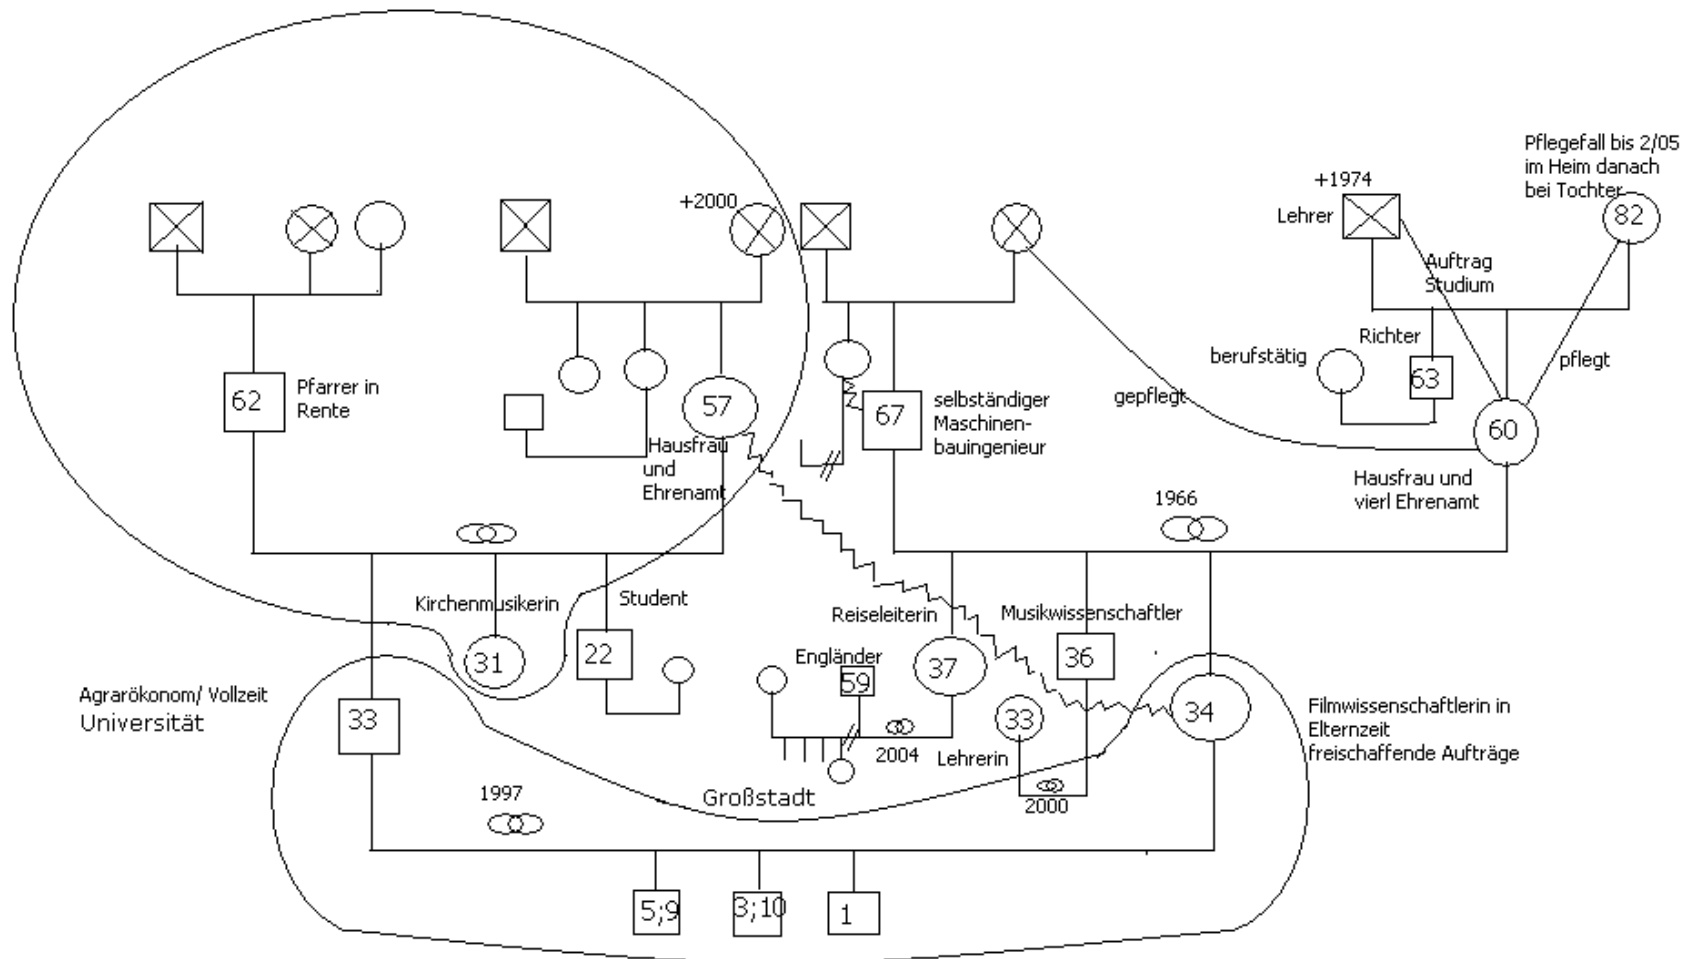 Pflegefall bis 2/05
im Heim danach
bei Tochter
+1974
+2000
Lehrer
82
Auftrag
Studium
Richter
berufstätig
63
pflegt
62
Pfarrer in
Rente
57
67
selbständiger
Maschinen-
bauingenieur
gepflegt
60
Hausfrau
und
Ehrenamt
Hausfrau und
vierl Ehrenamt
1966
Kirchenmusikerin
Student
Reiseleiterin
Musikwissenschaftler
31
22
Engländer
59
37
36
Agrarökonom/ Vollzeit
Universität
33
33
34
Filmwissenschaftlerin in
Elternzeit
freischaffende Aufträge
2004
Lehrerin
1997
Großstadt
2000
5;9
3;10
1